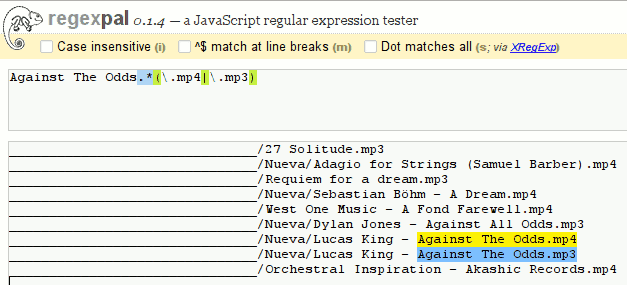 regexpal 0.1.4 — a JavaScript regular expression tester
Case insensitive (i) ^$ match at line breaks (m) Dot matches all (s; via XRegExp)
Against The Odds.*(\.mp4|\.mp3)
/27 Solitude.mp3
/Nueva/Adagio for Strings (Samuel Barber).mp4
/Requiem for a dream.mp3
/Nueva/Sebastian Böhm - A Dream.mp4
/West One Music - A Fond Farewell.mp4
/Nueva/Dylan Jones - Against All Odds.mp3
/Nueva/Lucas King - Against The Odds.mp4
/Nueva/Lucas King - Against The Odds.mp3
/Orchestral Inspiration - Akashic Records.mp4